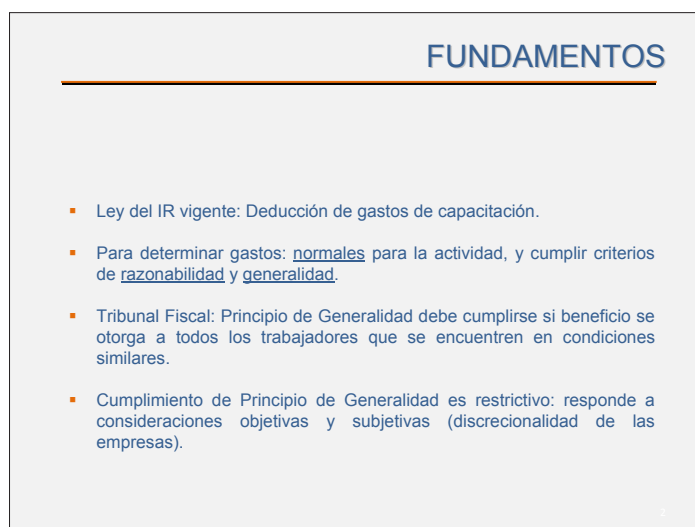 FUNDAMENTOS
▪ Ley del IR vigente: Deducción de gastos de capacitación.
▪ Para determinar gastos: normales para la actividad, y cumplir criterios
de razonabilidad y generalidad.
▪ Tribunal Fiscal: Principio de Generalidad debe cumplirse si beneficio se
otorga a todos los trabajadores que se encuentren en condiciones
similares.
▪ Cumplimiento de Principio de Generalidad es restrictivo: responde a
consideraciones objetivas y subjetivas (discrecionalidad de las
empresas).
2